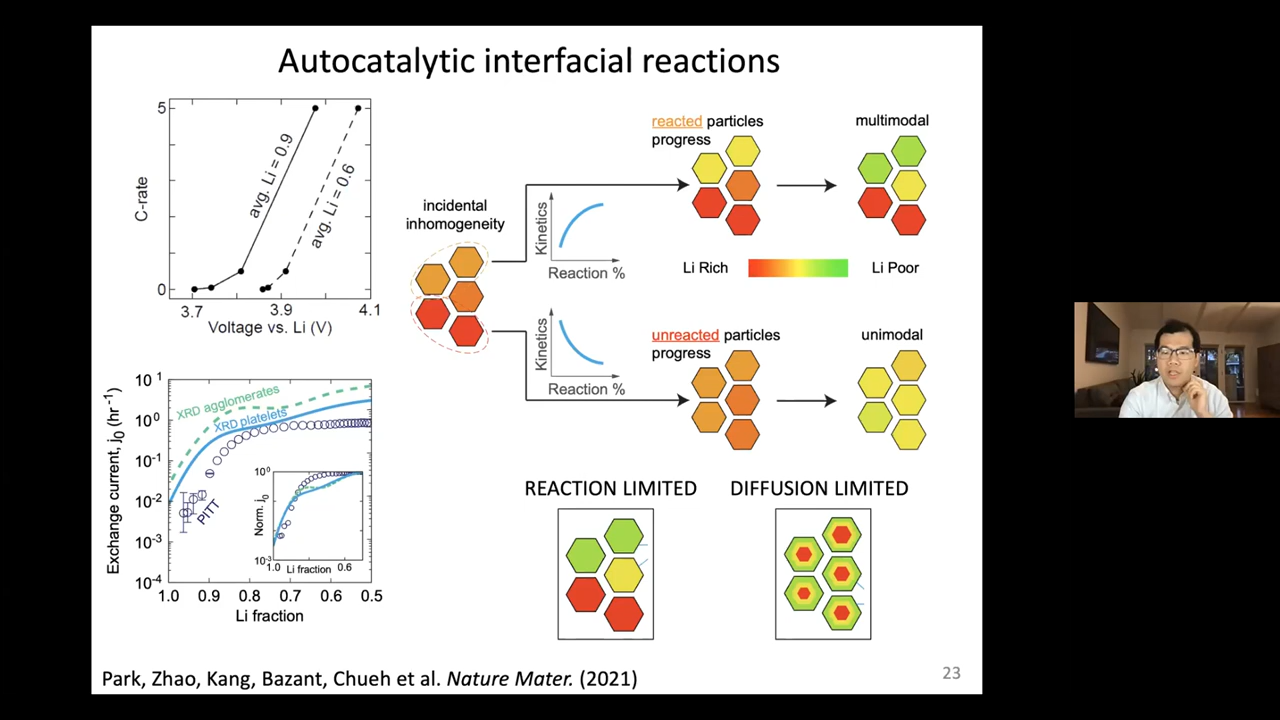 Autocatalytic interfacial reactions
5
0
C-rate
avg. Li = 0.9
avg. Li = 0.6
3.7
3.9
4.1
Voltage vs. Li (V)
incidental
inhomogeneity
Kinetics
Reaction %
reacted particles
progress
multimodal
Li Rich
Li Poor
Kinetics
Reaction %
unreacted particles
progress
unimodal
10¹
10⁰
10⁻¹
10⁻²
10⁻³
10⁻⁴
Exchange current, j₀ (hr⁻¹)
XRD agglomerates
XRD platelets
PITT
10⁰
10⁻³
Norm. j₀
1.0
0.6
Li fraction
1.0
0.9
0.8
0.7
0.6
0.5
Li fraction
REACTION LIMITED
DIFFUSION LIMITED
Park, Zhao, Kang, Bazant, Chueh et al. Nature Mater. (2021)
23